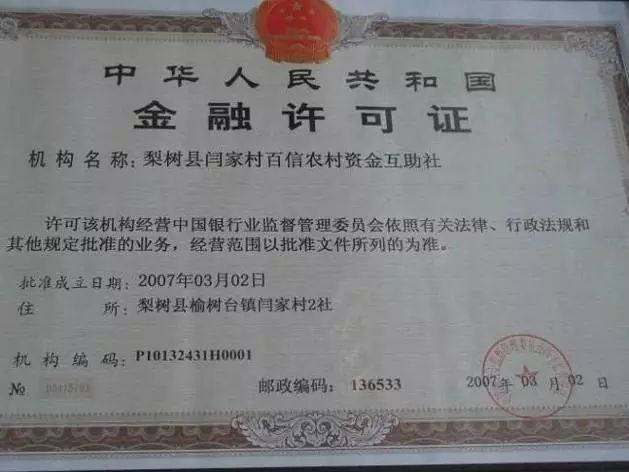 中华人民共和国
金融许可证
机构名称：梨树县闫家村百信农村资金互助社
许可该机构经营中国银行业监督管理委员会依照有关法律、行政法规和
其他规定批准的业务，经营范围以批准文件所列的为准。
批准成立日期：2007年03月02日
住所：梨树县榆树台镇闫家村2社
机构编码：P10132431H0001
№
邮政编码：136533
2007年 03月 02日